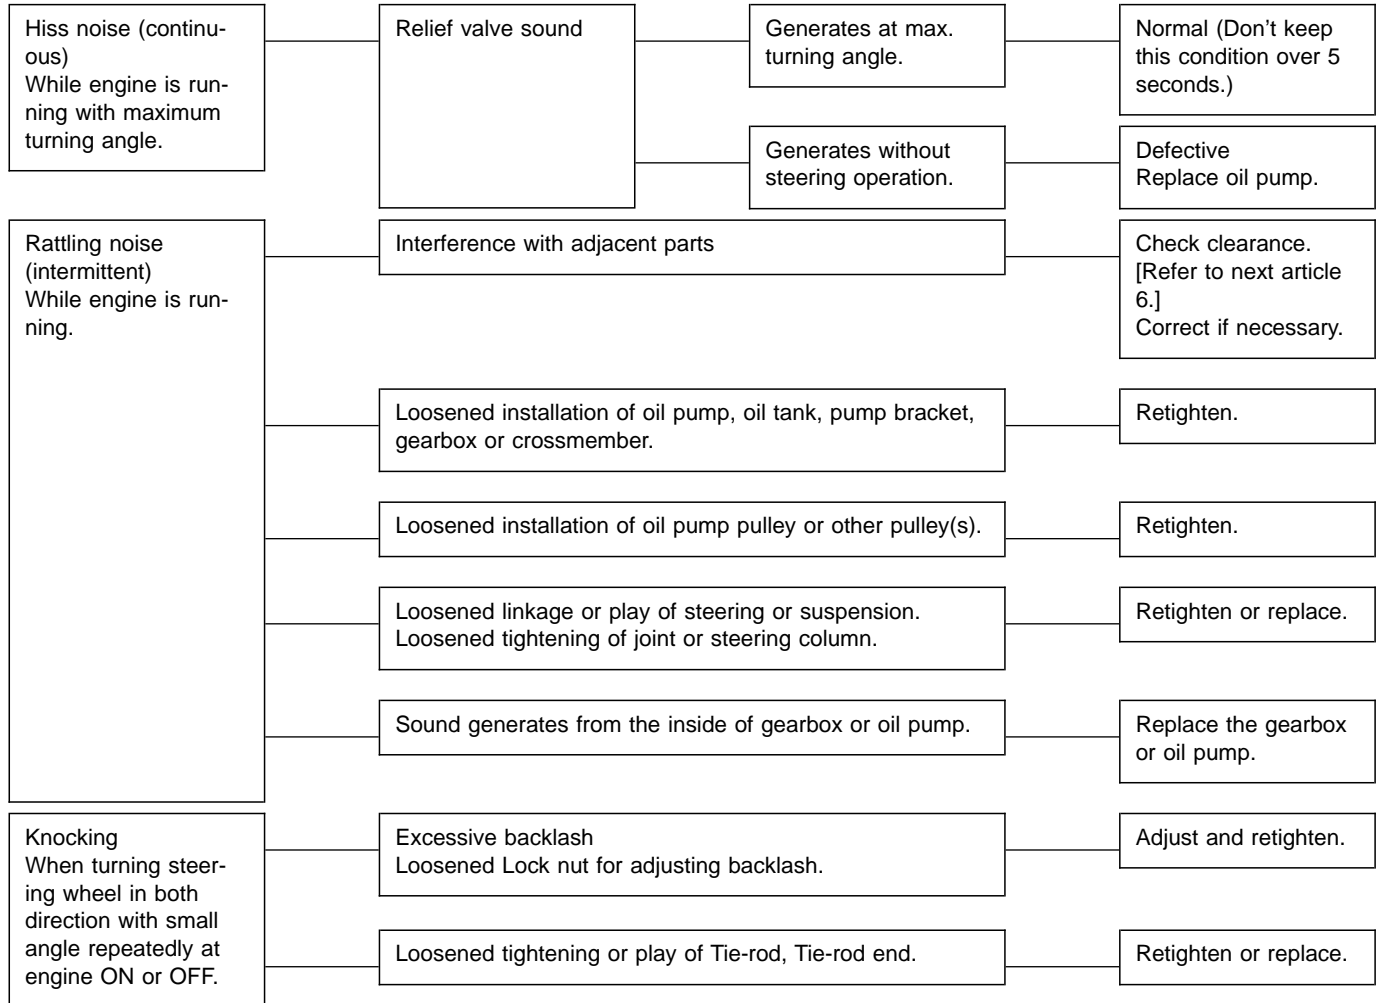 Hiss noise (continu-
ous)
While engine is run-
ning with maximum
turning angle.
Relief valve sound
Generates at max.
turning angle.
Normal (Don't keep
this condition over 5
seconds.)
Generates without
steering operation.
Defective
Replace oil pump.
Rattling noise
(intermittent)
While engine is run-
ning.
Interference with adjacent parts
Check clearance.
[Refer to next article
6.]
Correct if necessary.
Loosened installation of oil pump, oil tank, pump bracket,
gearbox or crossmember.
Retighten.
Loosened installation of oil pump pulley or other pulley(s).
Retighten.
Loosened linkage or play of steering or suspension.
Loosened tightening of joint or steering column.
Retighten or replace.
Sound generates from the inside of gearbox or oil pump.
Replace the gearbox
or oil pump.
Knocking
When turning steer-
ing wheel in both
direction with small
angle repeatedly at
engine ON or OFF.
Excessive backlash
Loosened Lock nut for adjusting backlash.
Adjust and retighten.
Loosened tightening or play of Tie-rod, Tie-rod end.
Retighten or replace.